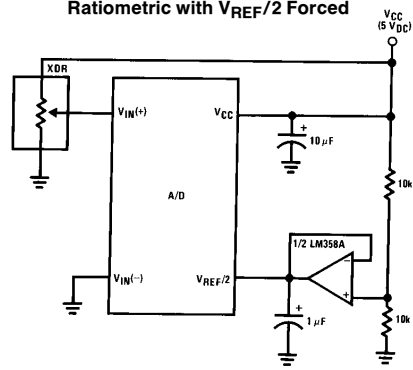 Ratiometric with VREF/2 Forced
VCC
(5 VDC)
XDR
VIN(+)
VCC
+
10 μF
10k
A/D
1/2 LM358A
−
VIN(−)
VREF/2
+
+
1 μF
10k